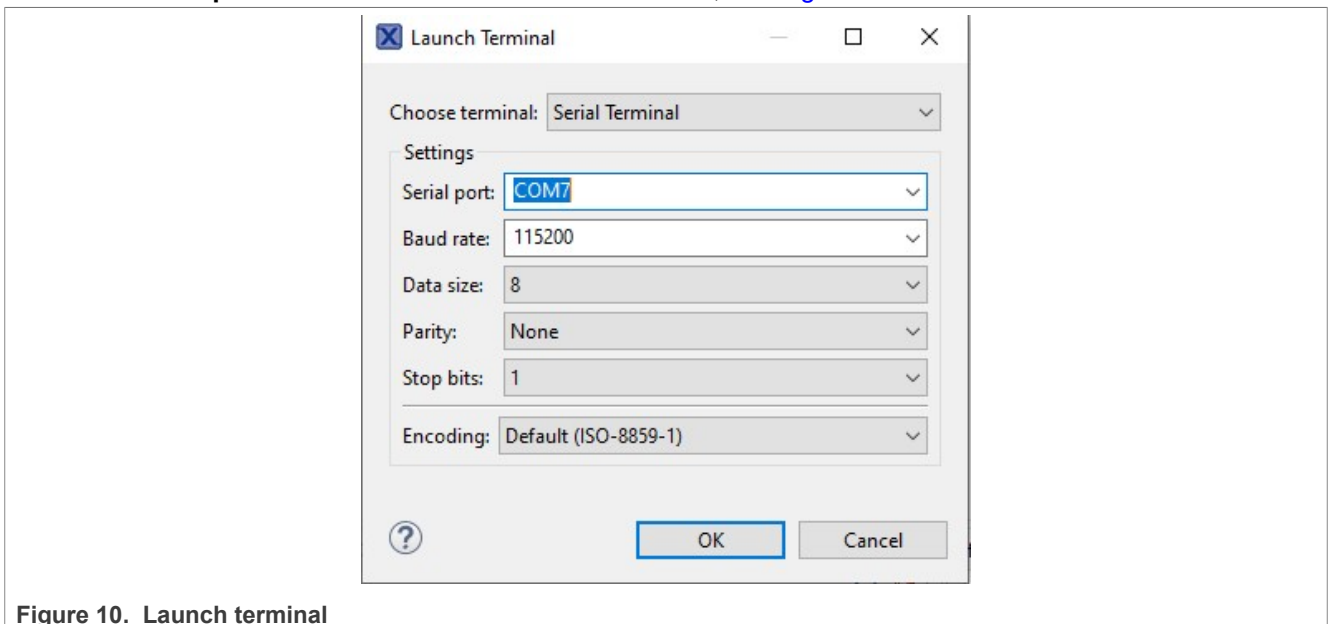 Launch Terminal
Choose terminal: Serial Terminal
Settings
Serial port: COM7
Baud rate: 115200
Data size: 8
Parity: None
Stop bits: 1
Encoding: Default (ISO-8859-1)
OK Cancel
Figure 10. Launch terminal